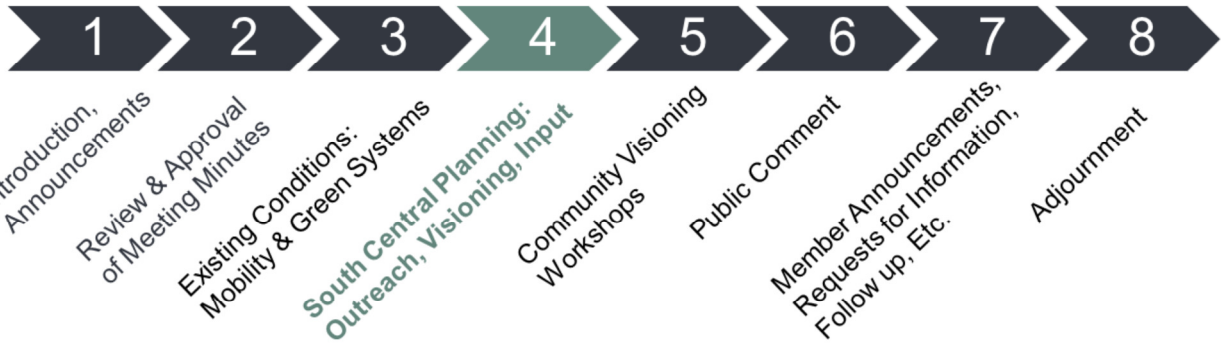 1
2
3
4
5
6
7
8
Announcements
Review & Approval
of Meeting Minutes
Existing Conditions:
Mobility & Green Systems
South Central Planning:
Outreach, Visioning, Input
Community Visioning
Workshops
Public Comment
Member Announcements,
Requests for Information,
Follow up, Etc.
Adjournment